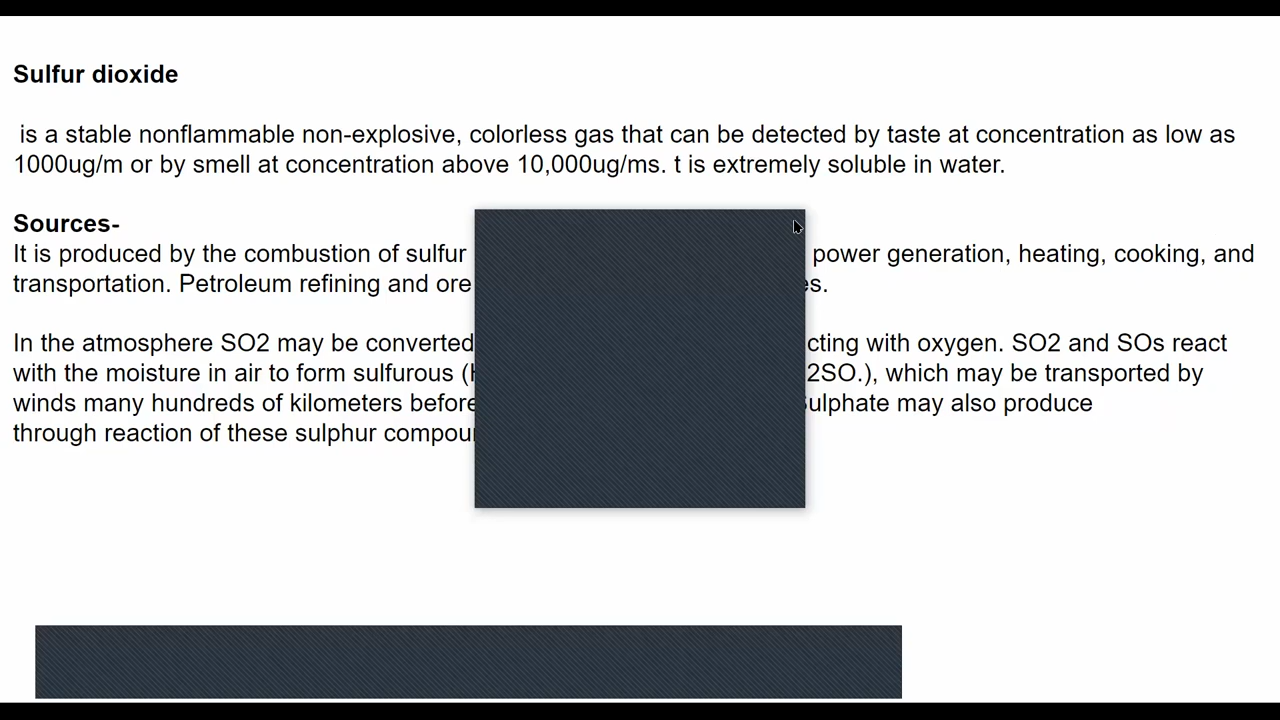 Sulfur dioxide
is a stable nonflammable non-explosive, colorless gas that can be detected by taste at concentration as low as
1000ug/m or by smell at concentration above 10,000ug/ms. t is extremely soluble in water.
Sources-
It is produced by the combustion of sulfur power generation, heating, cooking, and
transportation. Petroleum refining and ore
In the atmosphere SO2 may be converted with oxygen. SO2 and SOs react
with the moisture in air to form sulfurous 2SO.), which may be transported by
winds many hundreds of kilometers before Sulphate may also produce
through reaction of these sulphur